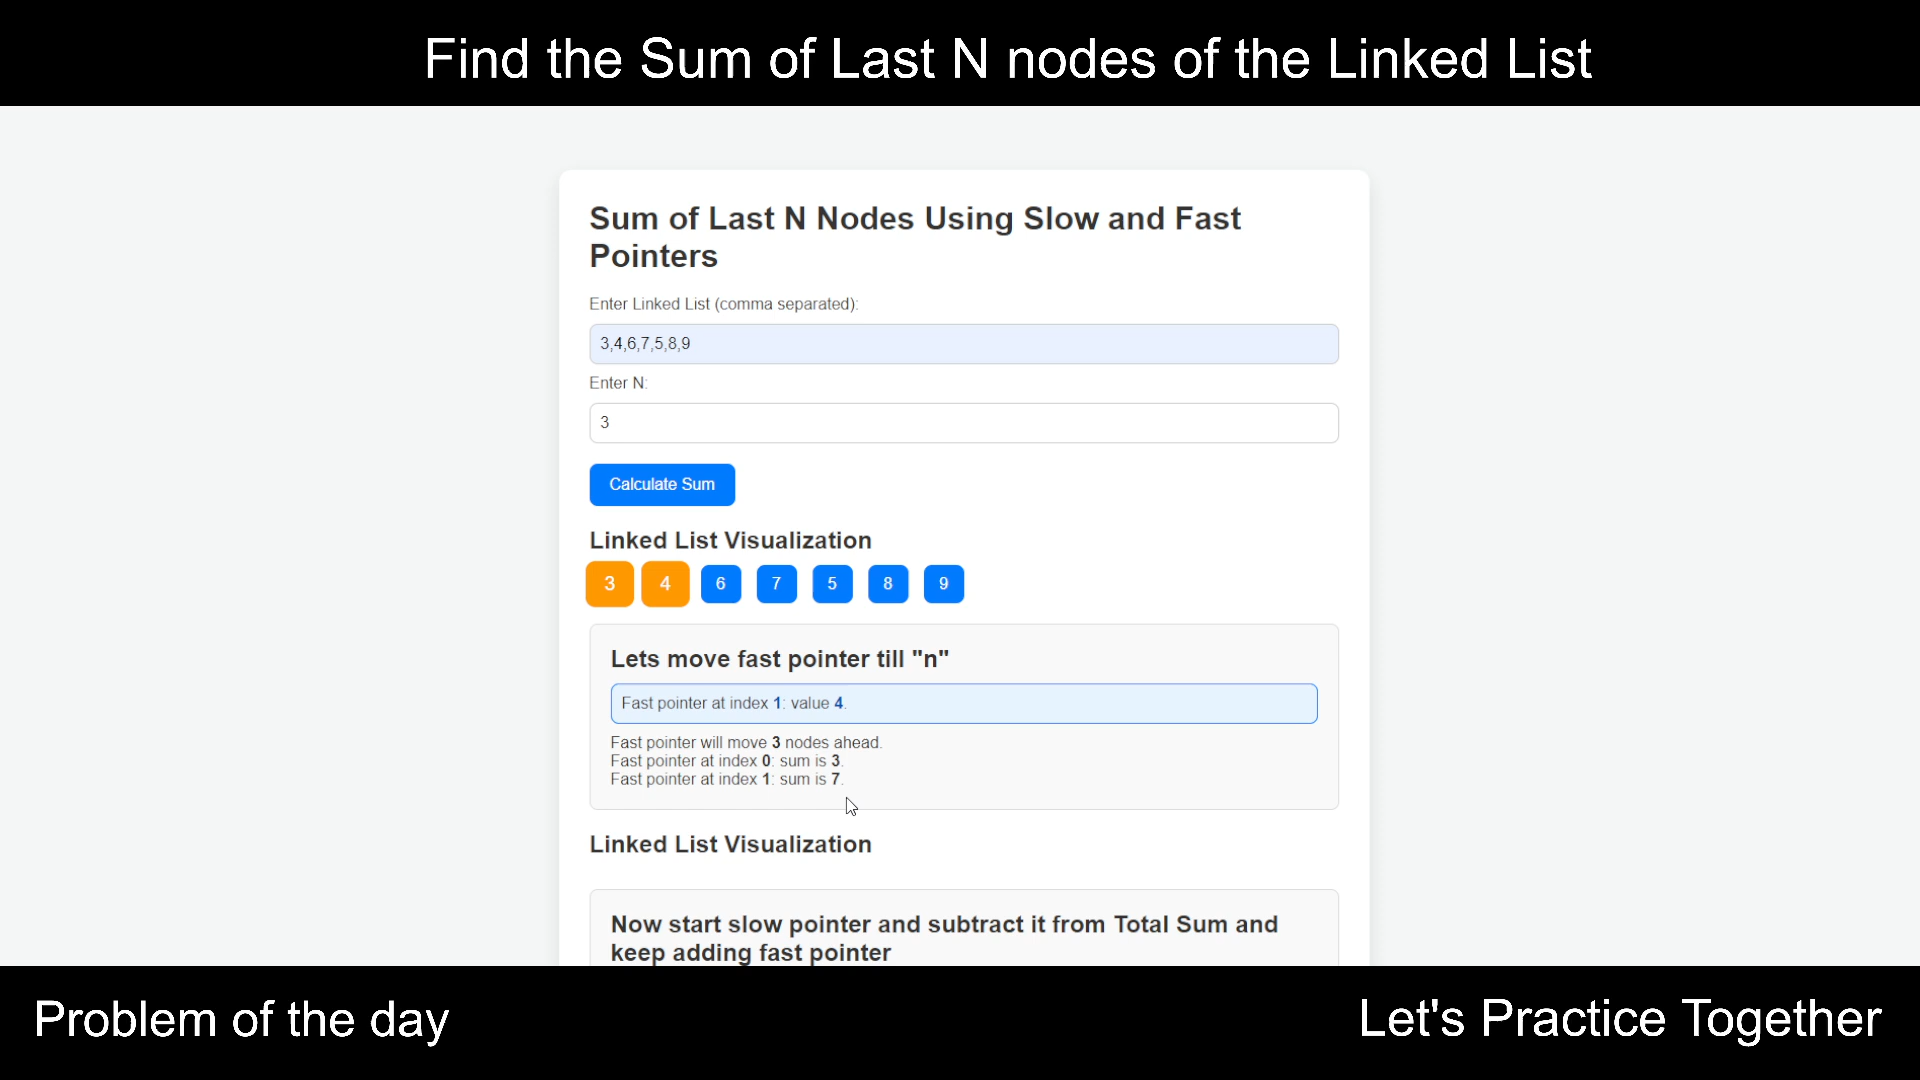 Find the Sum of Last N nodes of the Linked List
Sum of Last N Nodes Using Slow and Fast
Pointers
Enter Linked List (comma separated):
3,4,6,7,5,8,9
Enter N:
3
Calculate Sum
Linked List Visualization
3 4 6 7 5 8 9
Lets move fast pointer till "n"
Fast pointer at index 1: value 4.
Fast pointer will move 3 nodes ahead.
Fast pointer at index 0: sum is 3.
Fast pointer at index 1: sum is 7.
Linked List Visualization
Now start slow pointer and subtract it from Total Sum and
keep adding fast pointer
Problem of the day
Let's Practice Together